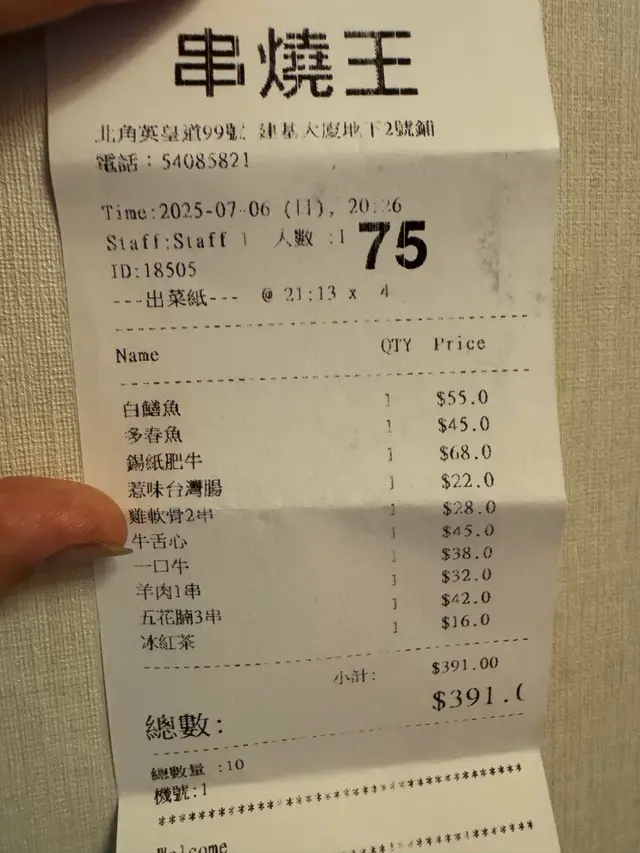 串燒王
北角英皇道99號 建基大廈地下2號鋪
電話：54085821
Time:2025-07-06 (日), 20:26
Staff:Staff 1 人數 :1 75
ID:18505
---出菜紙--- @ 21:13 x 4
Name QTY Price
白鱔魚 1 $55.0
多春魚 1 $45.0
錫紙肥牛 1 $68.0
惹味台灣腸 1 $22.0
雞軟骨2串 1 $28.0
牛舌心 1 $45.0
一口牛 1 $38.0
羊肉1串 1 $32.0
五花腩3串 1 $42.0
冰紅茶 1 $16.0
小計: $391.00
總數: $391.0
總數量 :10
機號:1
****************************************
Welcome